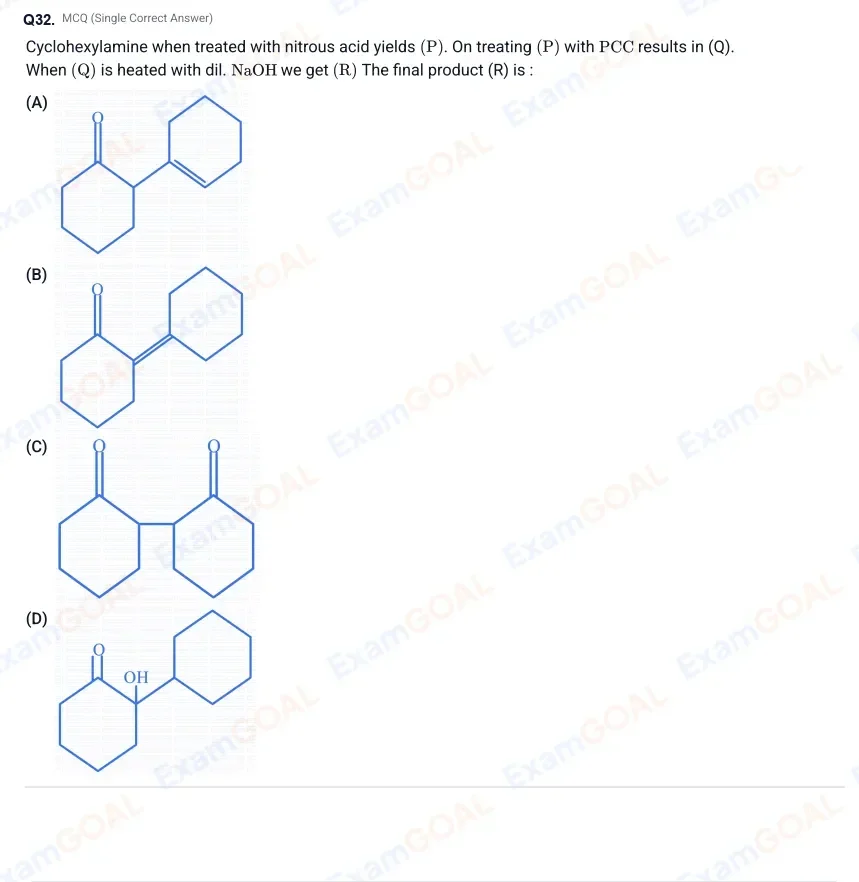 Q32. MCQ (Single Correct Answer)
Cyclohexylamine when treated with nitrous acid yields (P). On treating (P) with PCC results in (Q).
When (Q) is heated with dil. NaOH we get (R) The final product (R) is :
(A)
O
(B)
O
(C)
O O
(D)
O
OH
ExamGOAL